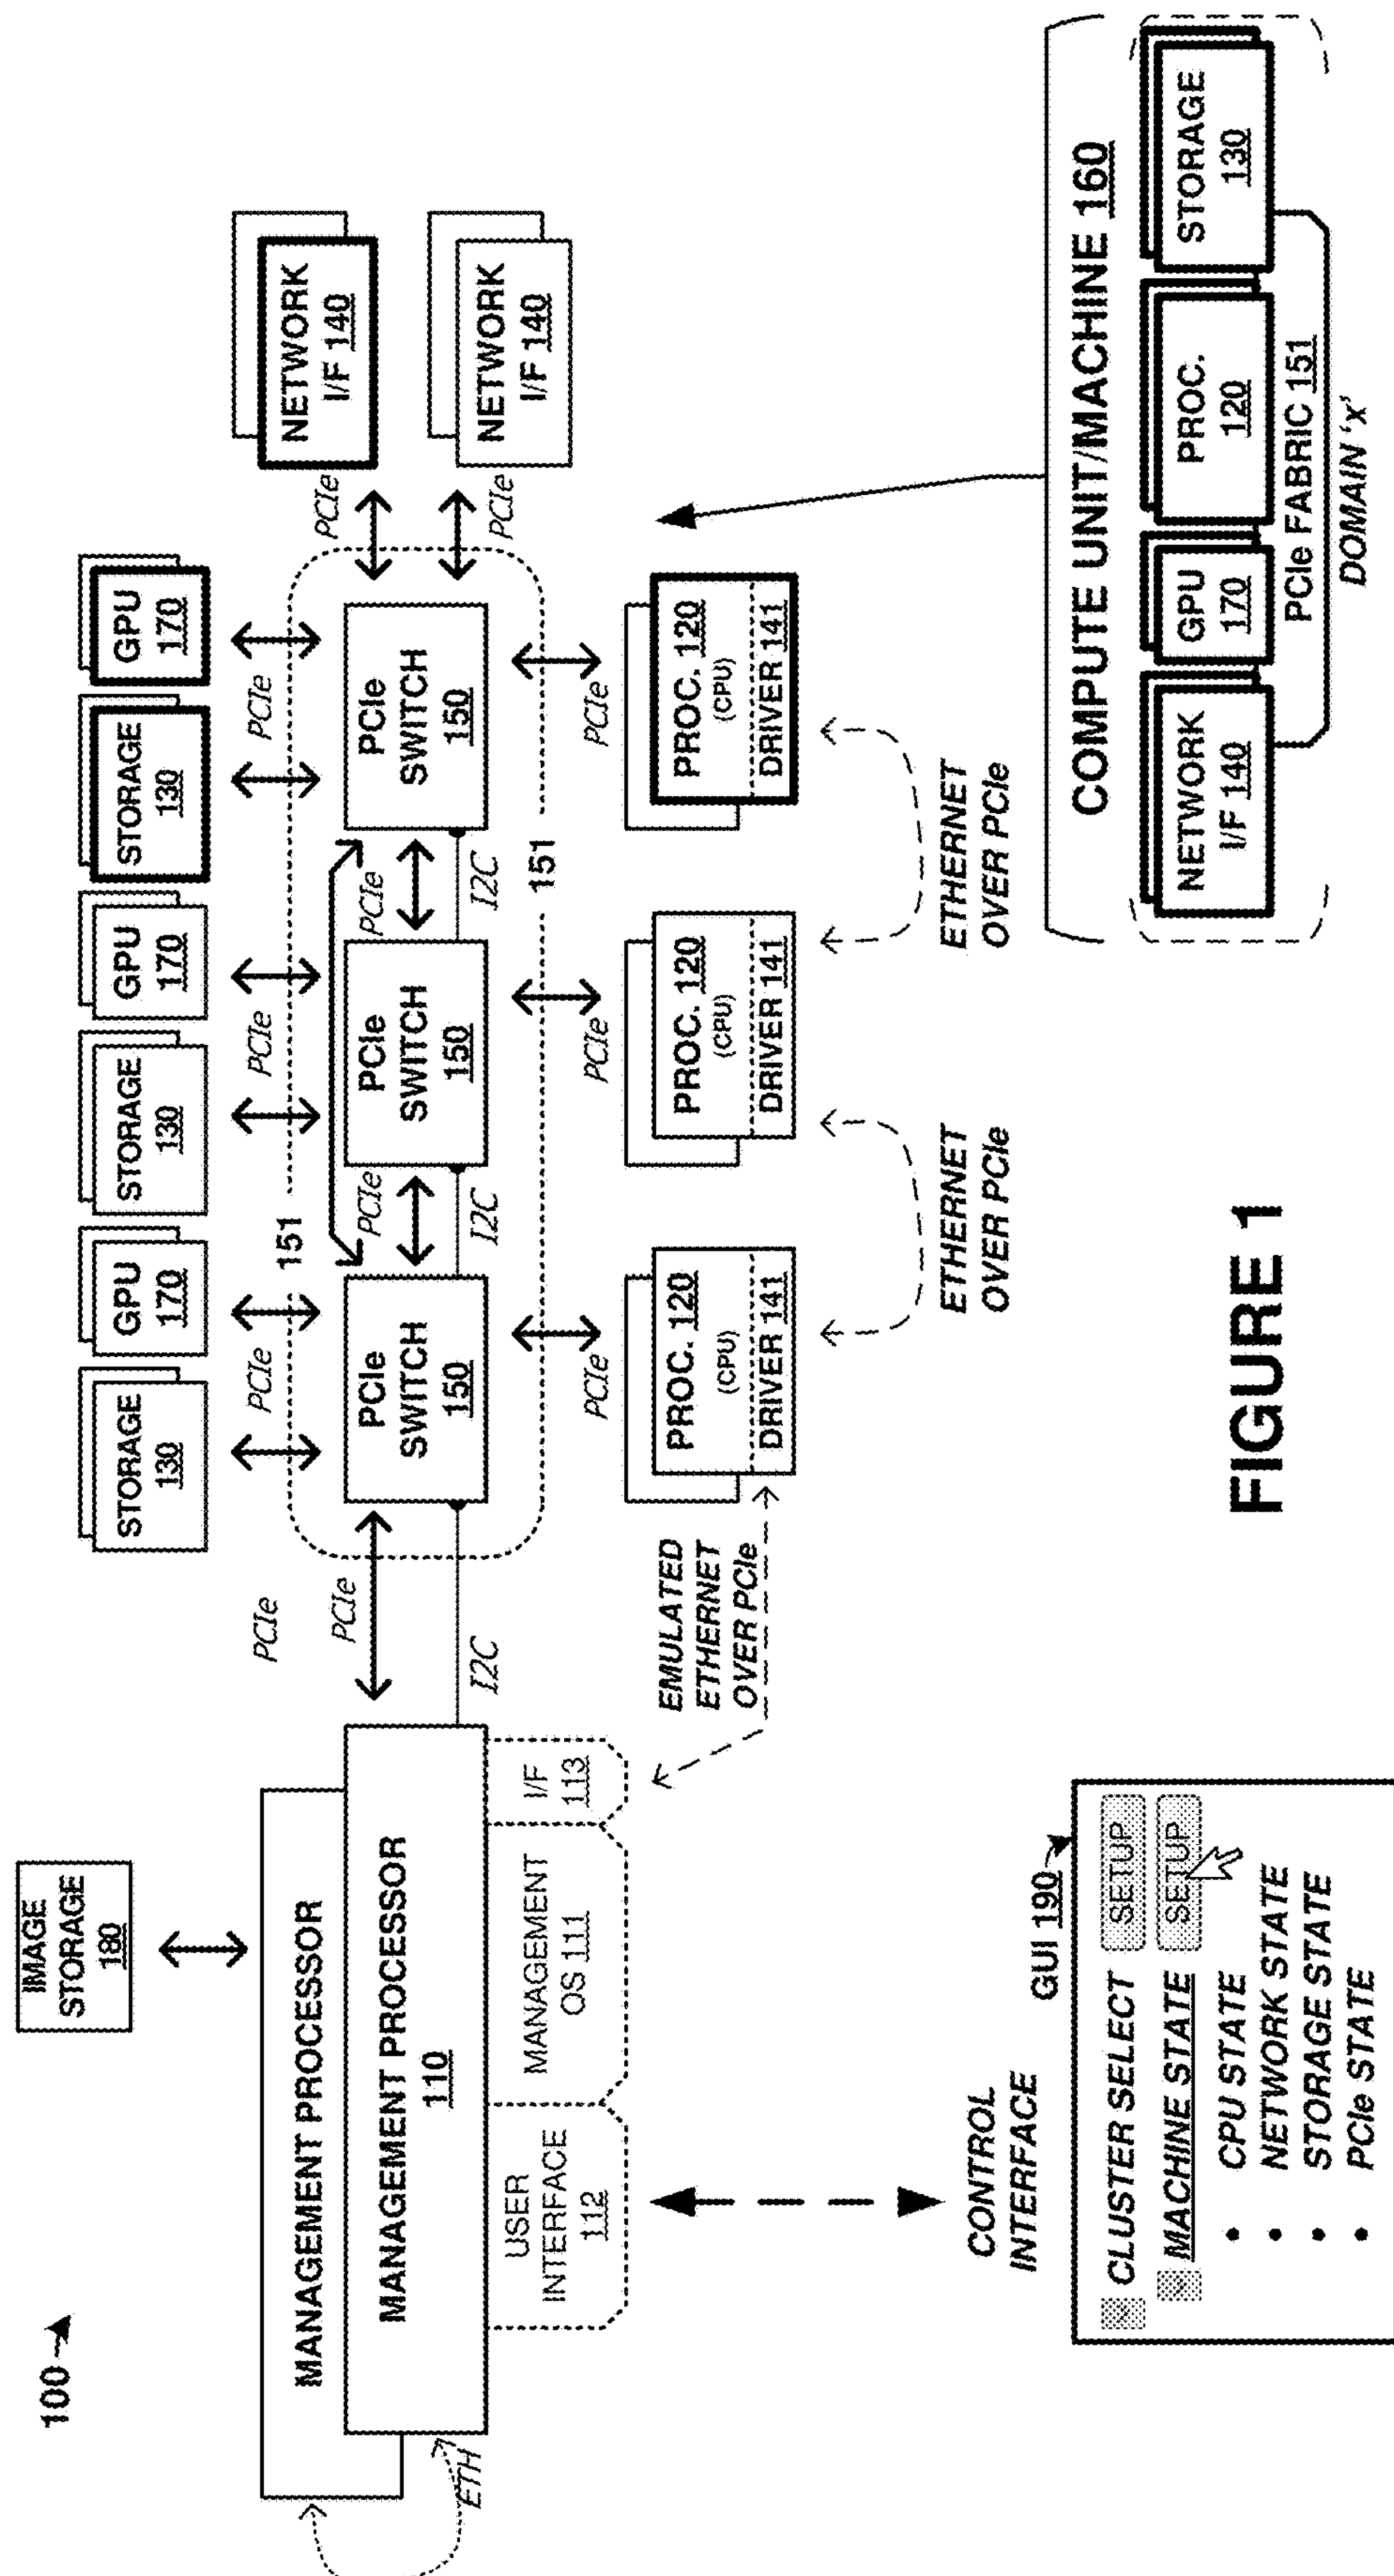 100
IMAGE
STORAGE
180
MANAGEMENT PROCESSOR
MANAGEMENT PROCESSOR
110
ETH
USER
INTERFACE
112
MANAGEMENT
OS 111
I/F
113
PCIe
PCIe
I2C
STORAGE
130
GPU
170
STORAGE
130
GPU
170
STORAGE
130
GPU
170
PCIe
PCIe
PCIe
151
PCIe
SWITCH
150
PCIe
I2C
PCIe
SWITCH
150
PCIe
I2C
PCIe
SWITCH
150
151
PCIe
NETWORK
I/F 140
PCIe
NETWORK
I/F 140
PCIe
PCIe
PCIe
PROC. 120
(CPU)
DRIVER 141
PROC. 120
(CPU)
DRIVER 141
PROC. 120
(CPU)
DRIVER 141
EMULATED
ETHERNET
OVER PCIe
ETHERNET
OVER PCIe
ETHERNET
OVER PCIe
CONTROL
INTERFACE
GUI 190
CLUSTER SELECT
SETUP
MACHINE STATE
SETUP
• CPU STATE
• NETWORK STATE
• STORAGE STATE
• PCIe STATE
COMPUTE UNIT/MACHINE 160
NETWORK
I/F 140
GPU
170
PROC.
120
STORAGE
130
PCIe FABRIC 151
DOMAIN 'x'
FIGURE 1